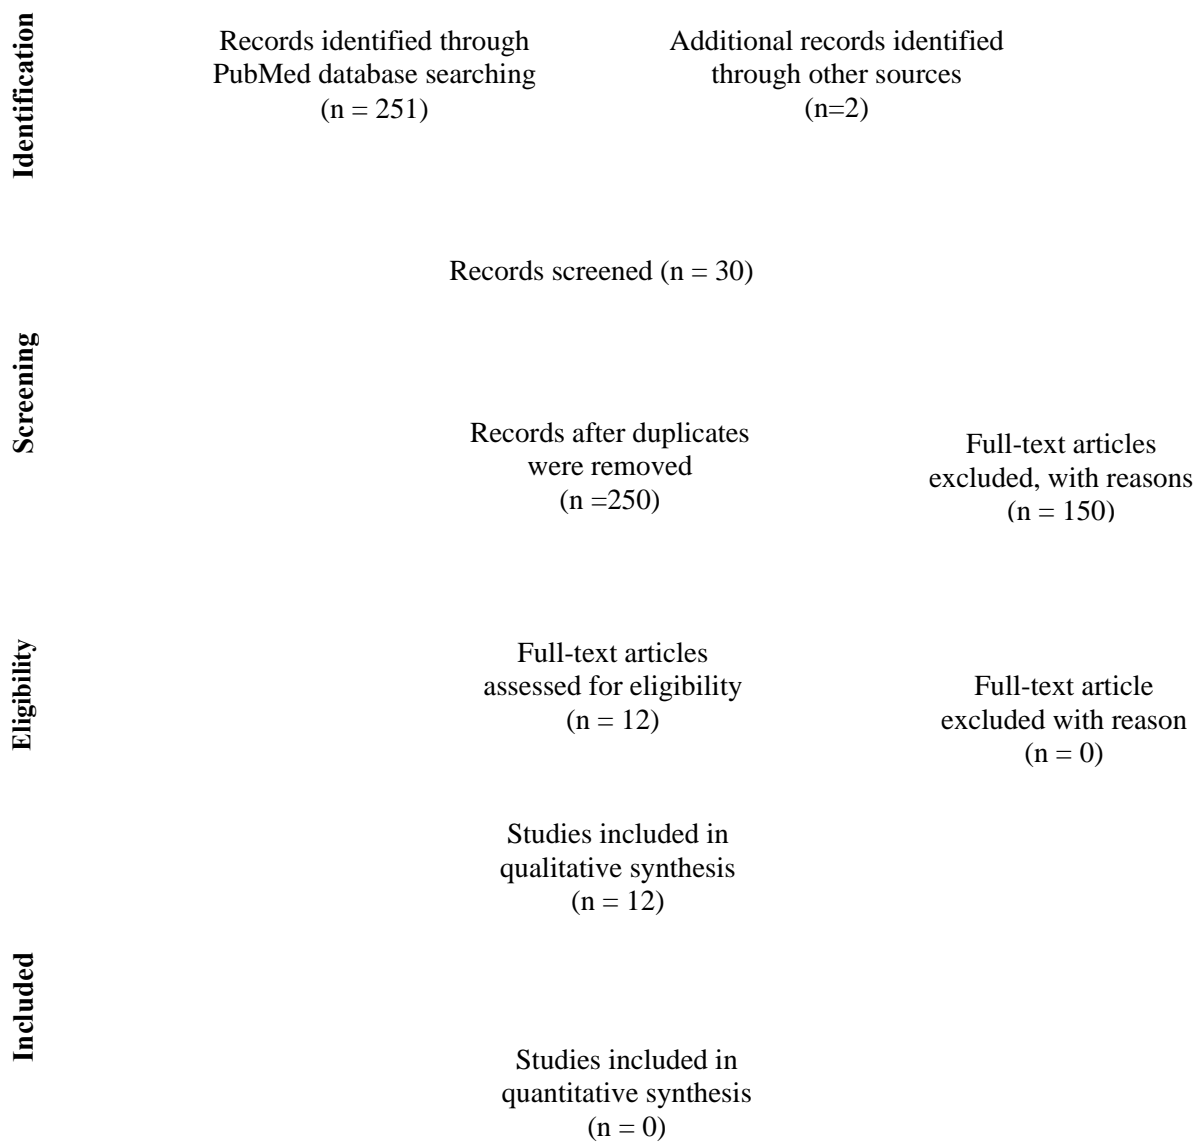 Identification
Records identified through
PubMed database searching
(n = 251)
Additional records identified
through other sources
(n=2)
Records screened (n = 30)
Screening
Records after duplicates
were removed
(n =250)
Full-text articles
excluded, with reasons
(n = 150)
Eligibility
Full-text articles
assessed for eligibility
(n = 12)
Full-text article
excluded with reason
(n = 0)
Studies included in
qualitative synthesis
(n = 12)
Included
Studies included in
quantitative synthesis
(n = 0)